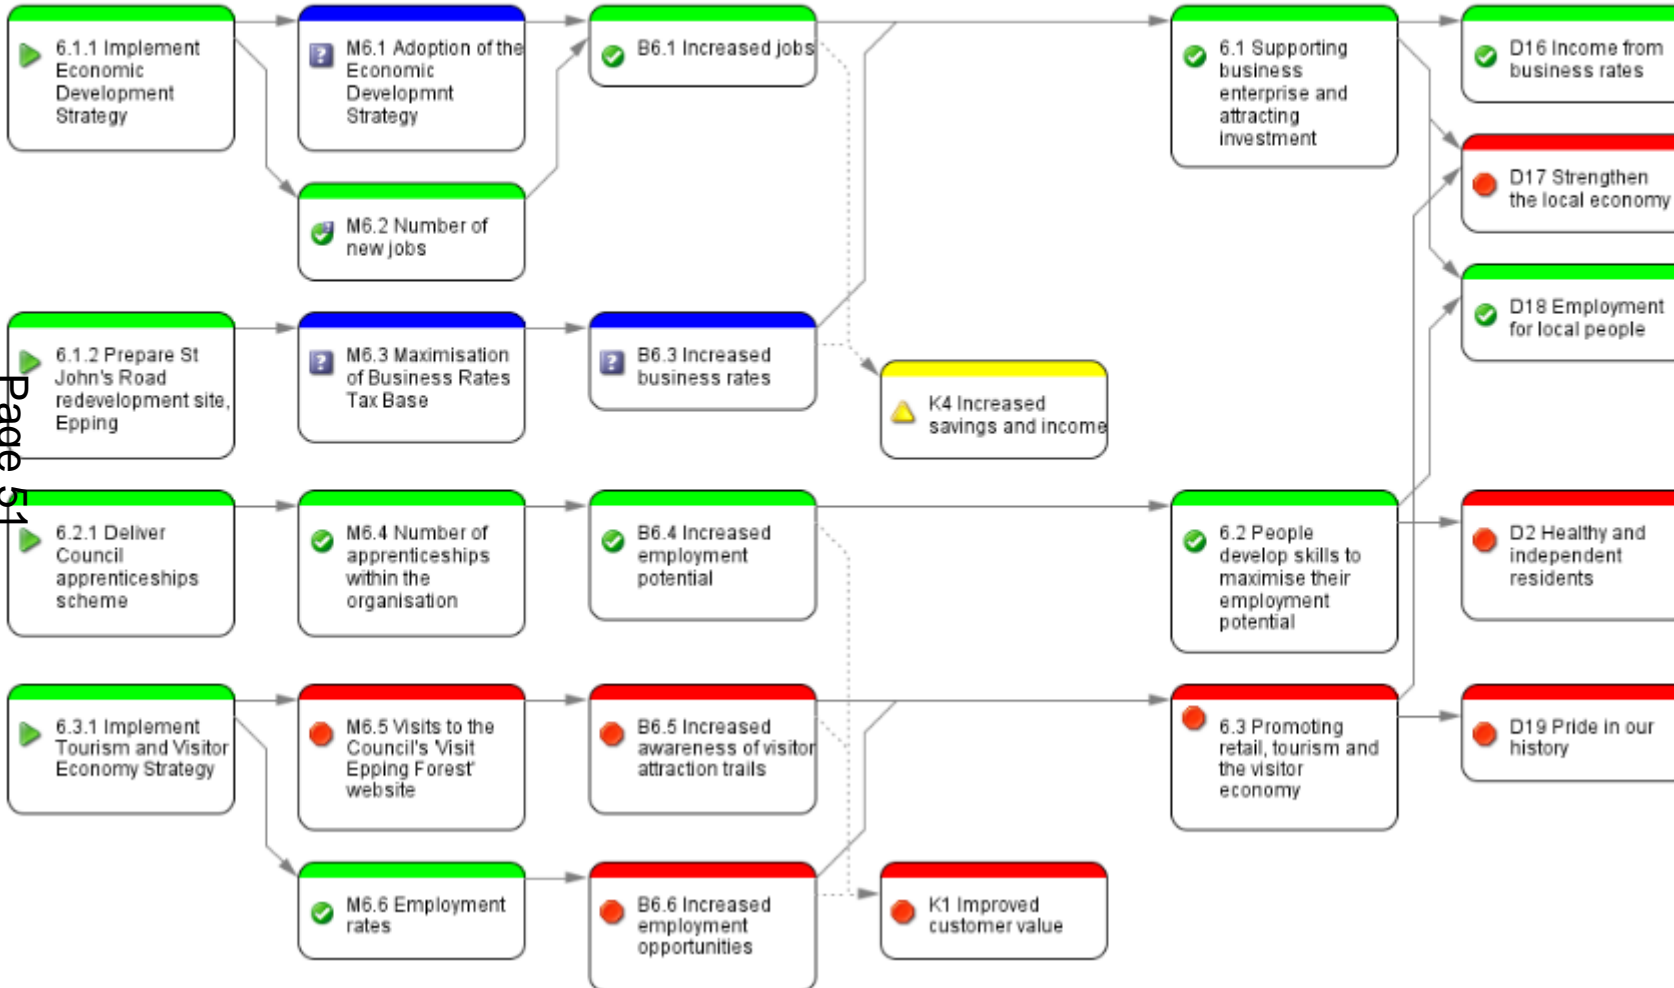 6.1.1 Implement
Economic
Development
Strategy
M6.1 Adoption of the
Economic
Developmnt
Strategy
B6.1 Increased jobs
6.1 Supporting
business
enterprise and
attracting
investment
D16 Income from
business rates
D17 Strengthen
the local economy
M6.2 Number of
new jobs
D18 Employment
for local people
6.1.2 Prepare St
John's Road
redevelopment site,
Epping
M6.3 Maximisation
of Business Rates
Tax Base
B6.3 Increased
business rates
K4 Increased
savings and income
Page 51
6.2.1 Deliver
Council
apprenticeships
scheme
M6.4 Number of
apprenticeships
within the
organisation
B6.4 Increased
employment
potential
6.2 People
develop skills to
maximise their
employment
potential
D2 Healthy and
independent
residents
6.3.1 Implement
Tourism and Visitor
Economy Strategy
M6.5 Visits to the
Council's 'Visit
Epping Forest'
website
B6.5 Increased
awareness of visitor
attraction trails
6.3 Promoting
retail, tourism and
the visitor
economy
D19 Pride in our
history
M6.6 Employment
rates
B6.6 Increased
employment
opportunities
K1 Improved
customer value